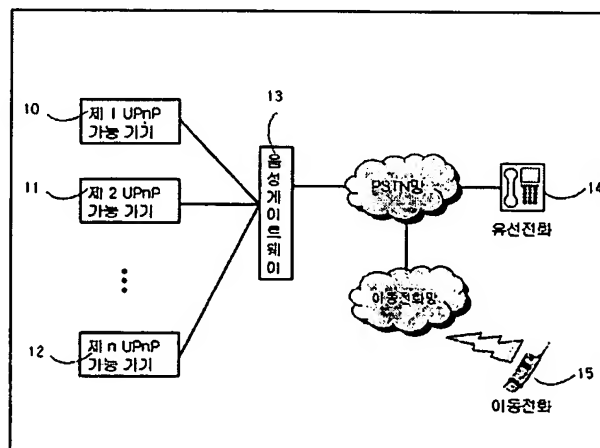 10
제 1 UPnP
가능 기기
11
제 2 UPnP
가능 기기
12
제 n UPnP
가능 기기
13
음성게이트웨이
PSTN망
14
유선전화
이동전화망
15
이동전화